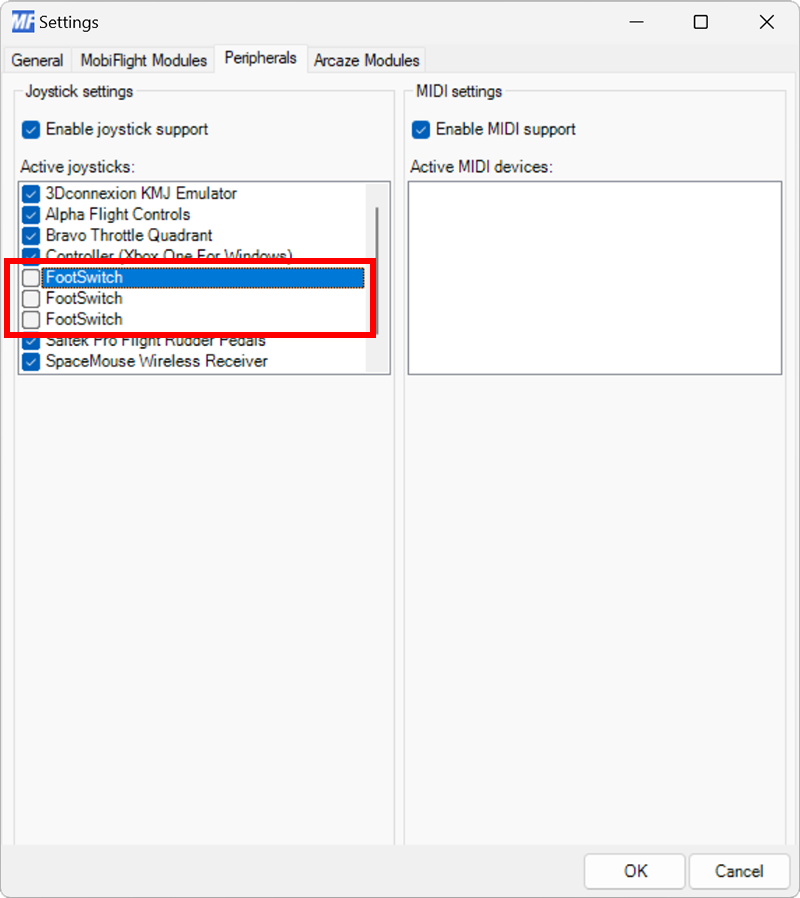 MF Settings
General MobiFlight Modules Peripherals Arcaze Modules
Joystick settings
Enable joystick support
Active joysticks:
3Dconnexion KMJ Emulator
Alpha Flight Controls
Bravo Throttle Quadrant
Controller (Xbox One For Windows)
FootSwitch
FootSwitch
FootSwitch
Saitek Pro Flight Rudder Pedals
SpaceMouse Wireless Receiver
MIDI settings
Enable MIDI support
Active MIDI devices:
OK Cancel